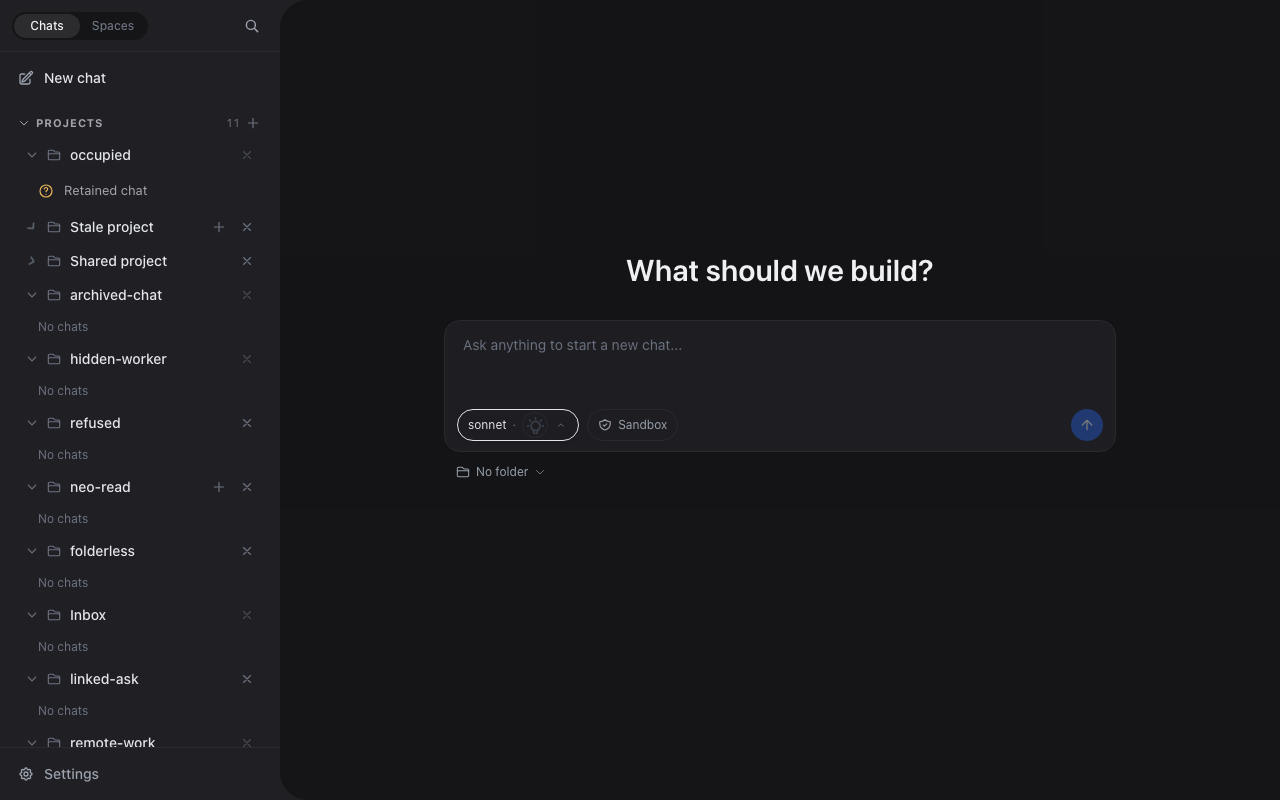 Chats Spaces
New chat
PROJECTS 11
occupied
Retained chat
Stale project
Shared project
archived-chat
No chats
hidden-worker
No chats
refused
No chats
neo-read
No chats
folderless
No chats
Inbox
No chats
linked-ask
No chats
remote-work
Settings
What should we build?
Ask anything to start a new chat...
sonnet ·
Sandbox
No folder